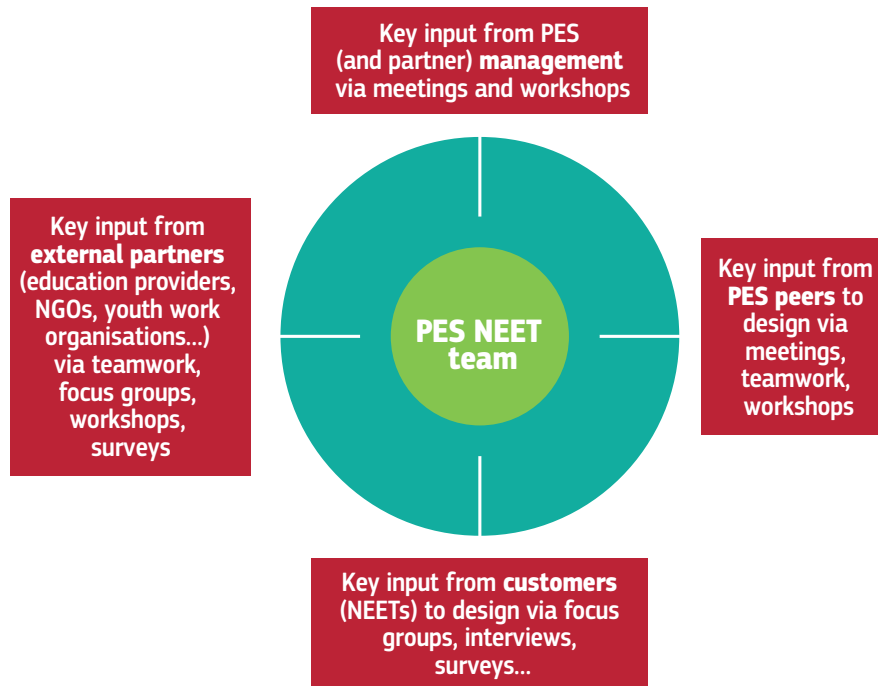 Key input from PES
(and partner) management
via meetings and workshops
Key input from
external partners
(education providers,
NGOs, youth work
organisations...)
via teamwork,
focus groups,
workshops,
surveys
PES NEET
team
Key input from
PES peers to
design via
meetings,
teamwork,
workshops
Key input from customers
(NEETs) to design via focus
groups, interviews,
surveys...